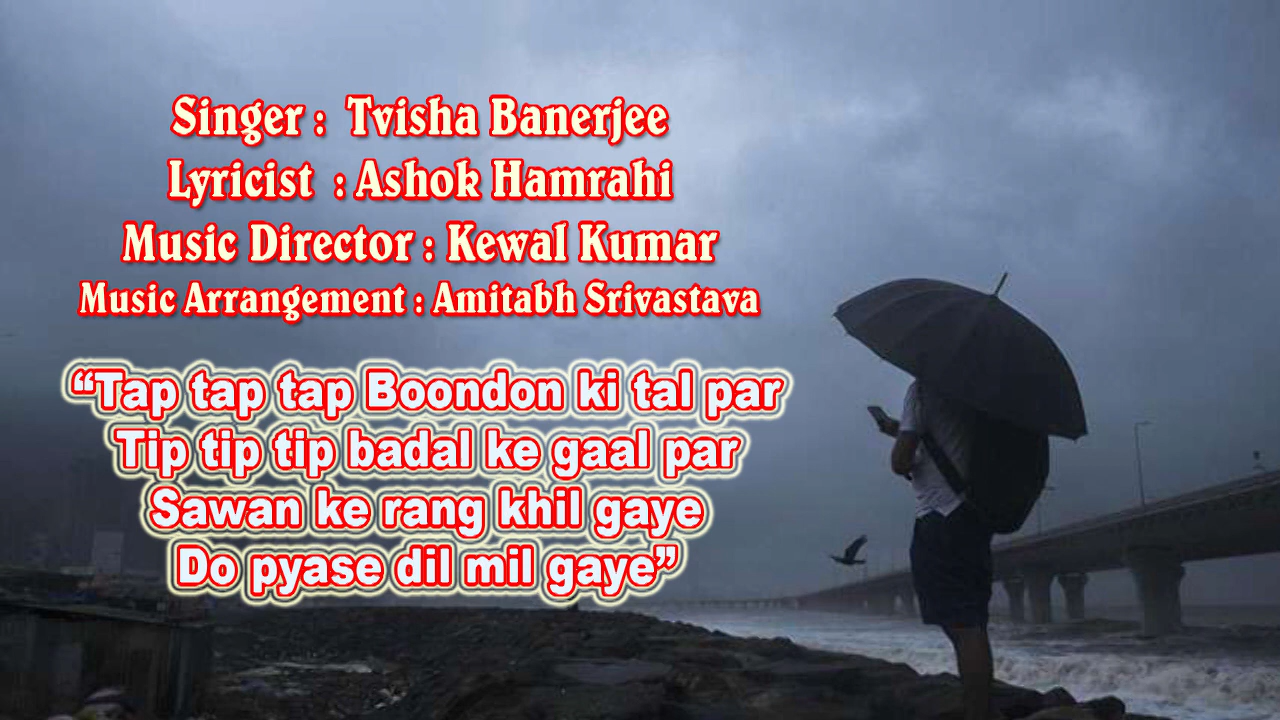 Singer : Tvisha Banerjee
Lyricist : Ashok Hamrahi
Music Director : Kewal Kumar
Music Arrangement : Amitabh Srivastava
“Tap tap tap Boondon ki tal par
Tip tip tip badal ke gaal par
Sawan ke rang khil gaye
Do pyase dil mil gaye”